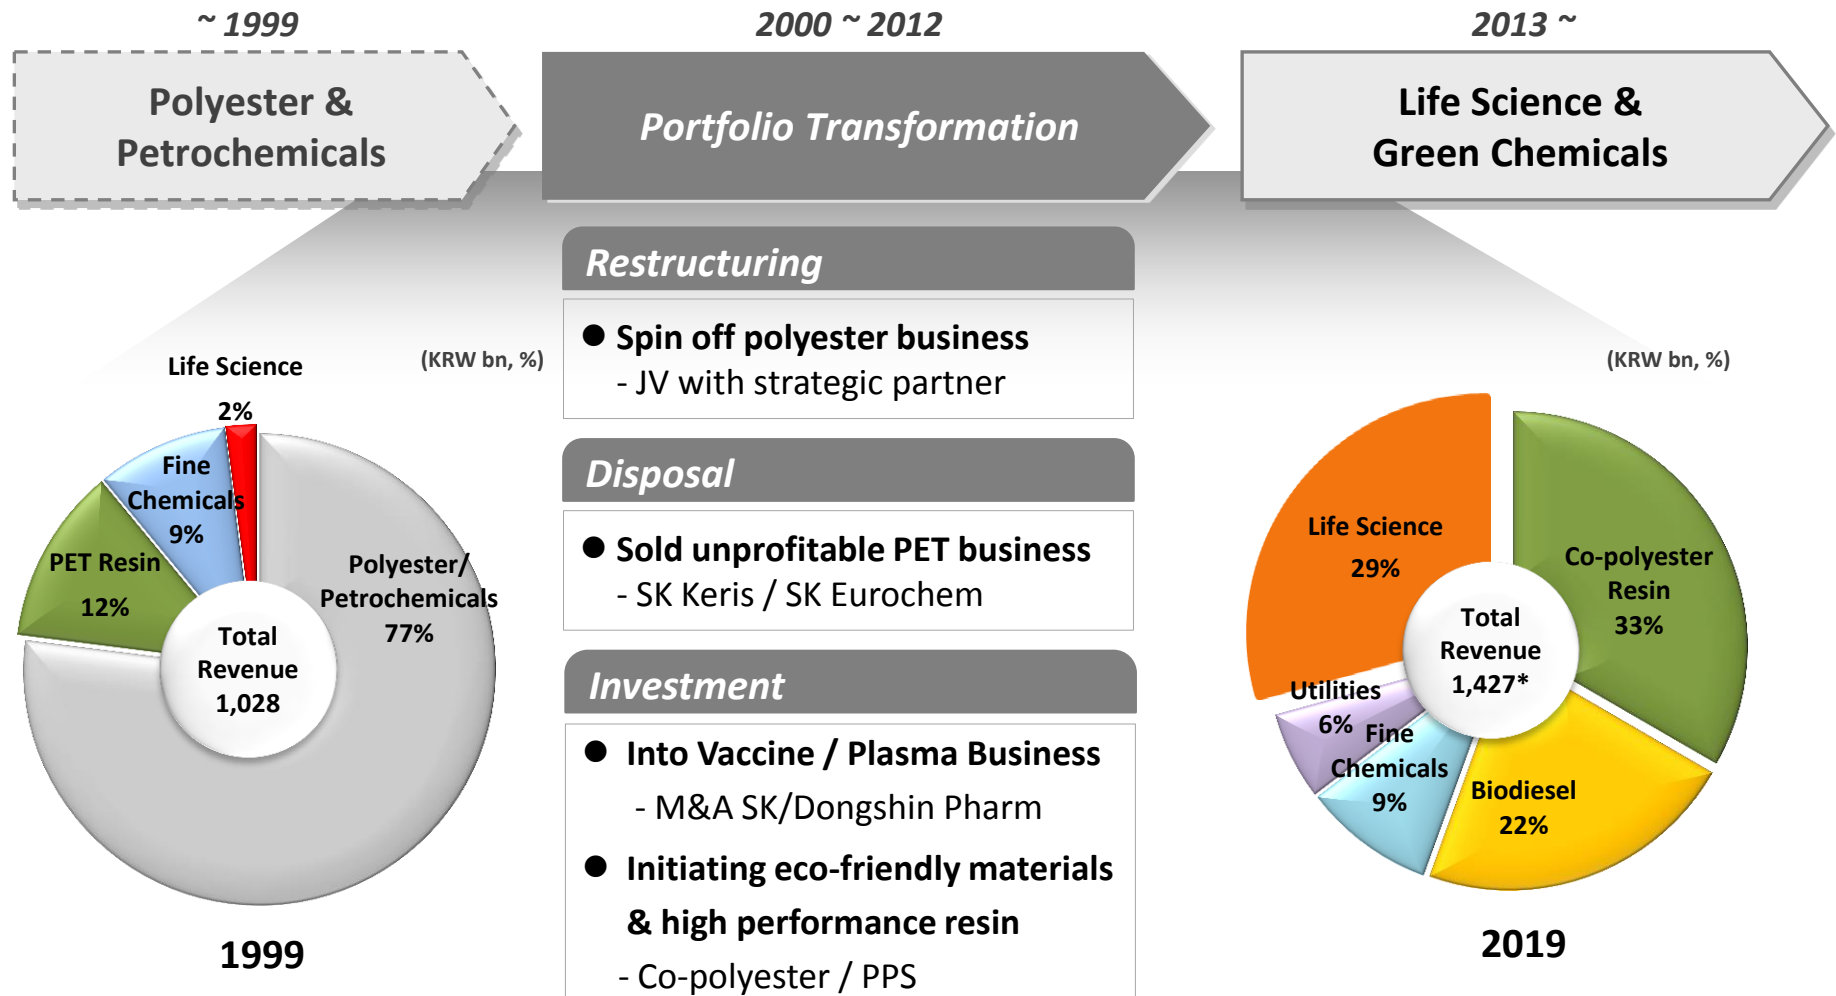 ~ 1999
2000 ~ 2012
2013 ~
Polyester &
Petrochemicals
Portfolio Transformation
Life Science &
Green Chemicals
(KRW bn, %)
Life Science
2%
Fine
Chemicals
9%
PET Resin
12%
Polyester/
Petrochemicals
77%
Total
Revenue
1,028
1999
Restructuring
● Spin off polyester business
- JV with strategic partner
Disposal
● Sold unprofitable PET business
- SK Keris / SK Eurochem
Investment
● Into Vaccine / Plasma Business
- M&A SK/Dongshin Pharm
● Initiating eco-friendly materials
& high performance resin
- Co-polyester / PPS
(KRW bn, %)
Life Science
29%
Co-polyester
Resin
33%
Total
Revenue
1,427*
Utilities
6%
Fine
Chemicals
9%
Biodiesel
22%
2019